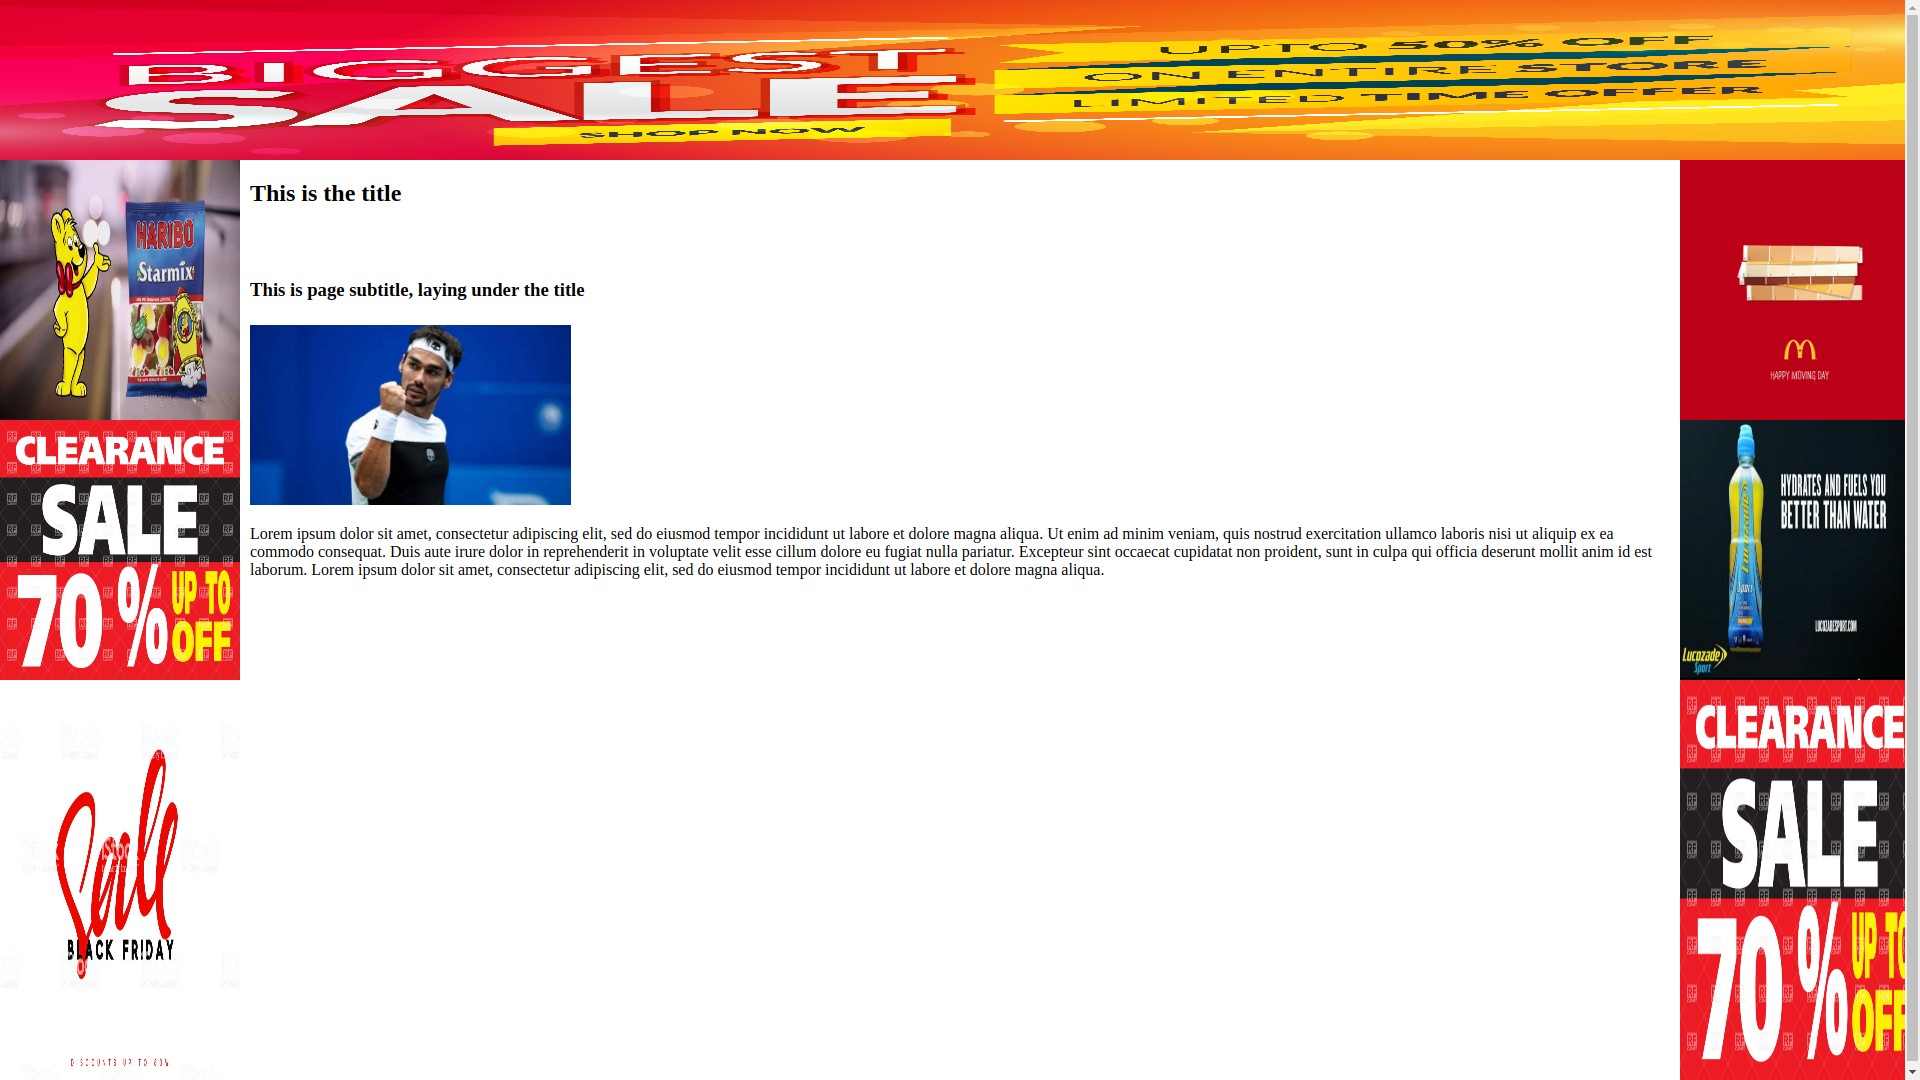 BIGGEST
SALE
SHOP NOW
UPTO 50% OFF
ON ENTIRE STORE
LIMITED TIME OFFER
HARIBO
Starmix
CLEARANCE
SALE
70 % UP TO
OFF
Sale
BLACK FRIDAY
DISCOUNTS UP TO 80%
This is the title
This is page subtitle, laying under the title
Lorem ipsum dolor sit amet, consectetur adipiscing elit, sed do eiusmod tempor incididunt ut labore et dolore magna aliqua. Ut enim ad minim veniam, quis nostrud exercitation ullamco laboris nisi ut aliquip ex ea
commodo consequat. Duis aute irure dolor in reprehenderit in voluptate velit esse cillum dolore eu fugiat nulla pariatur. Excepteur sint occaecat cupidatat non proident, sunt in culpa qui officia deserunt mollit anim id est
laborum. Lorem ipsum dolor sit amet, consectetur adipiscing elit, sed do eiusmod tempor incididunt ut labore et dolore magna aliqua.
HAPPY MOVING DAY
HYDRATES AND FUELS YOU
BETTER THAN WATER
Lucozade
Sport
LUCOZADESPORT.COM
Lucozade
Sport
CLEARANCE
SALE
70 % UP TO
OFF